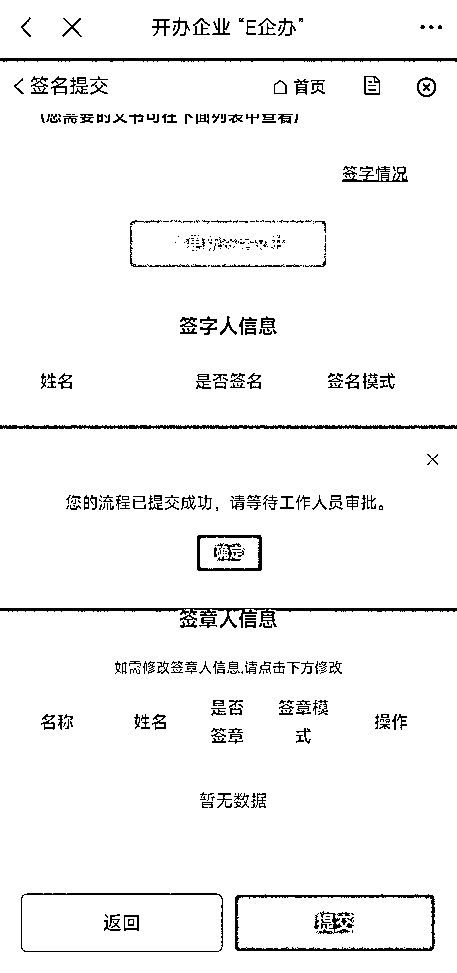 开办企业 “E企办”
签名提交
首页
(您需要的文书可在下面列表中查看)
签字情况
签字人信息
姓名 是否签名 签名模式
您的流程已提交成功，请等待工作人员审批。
确定
签章人信息
如需修改签章人信息,请点击下方修改
名称 姓名 是否签章 签章模式 操作
暂无数据
返回 提交